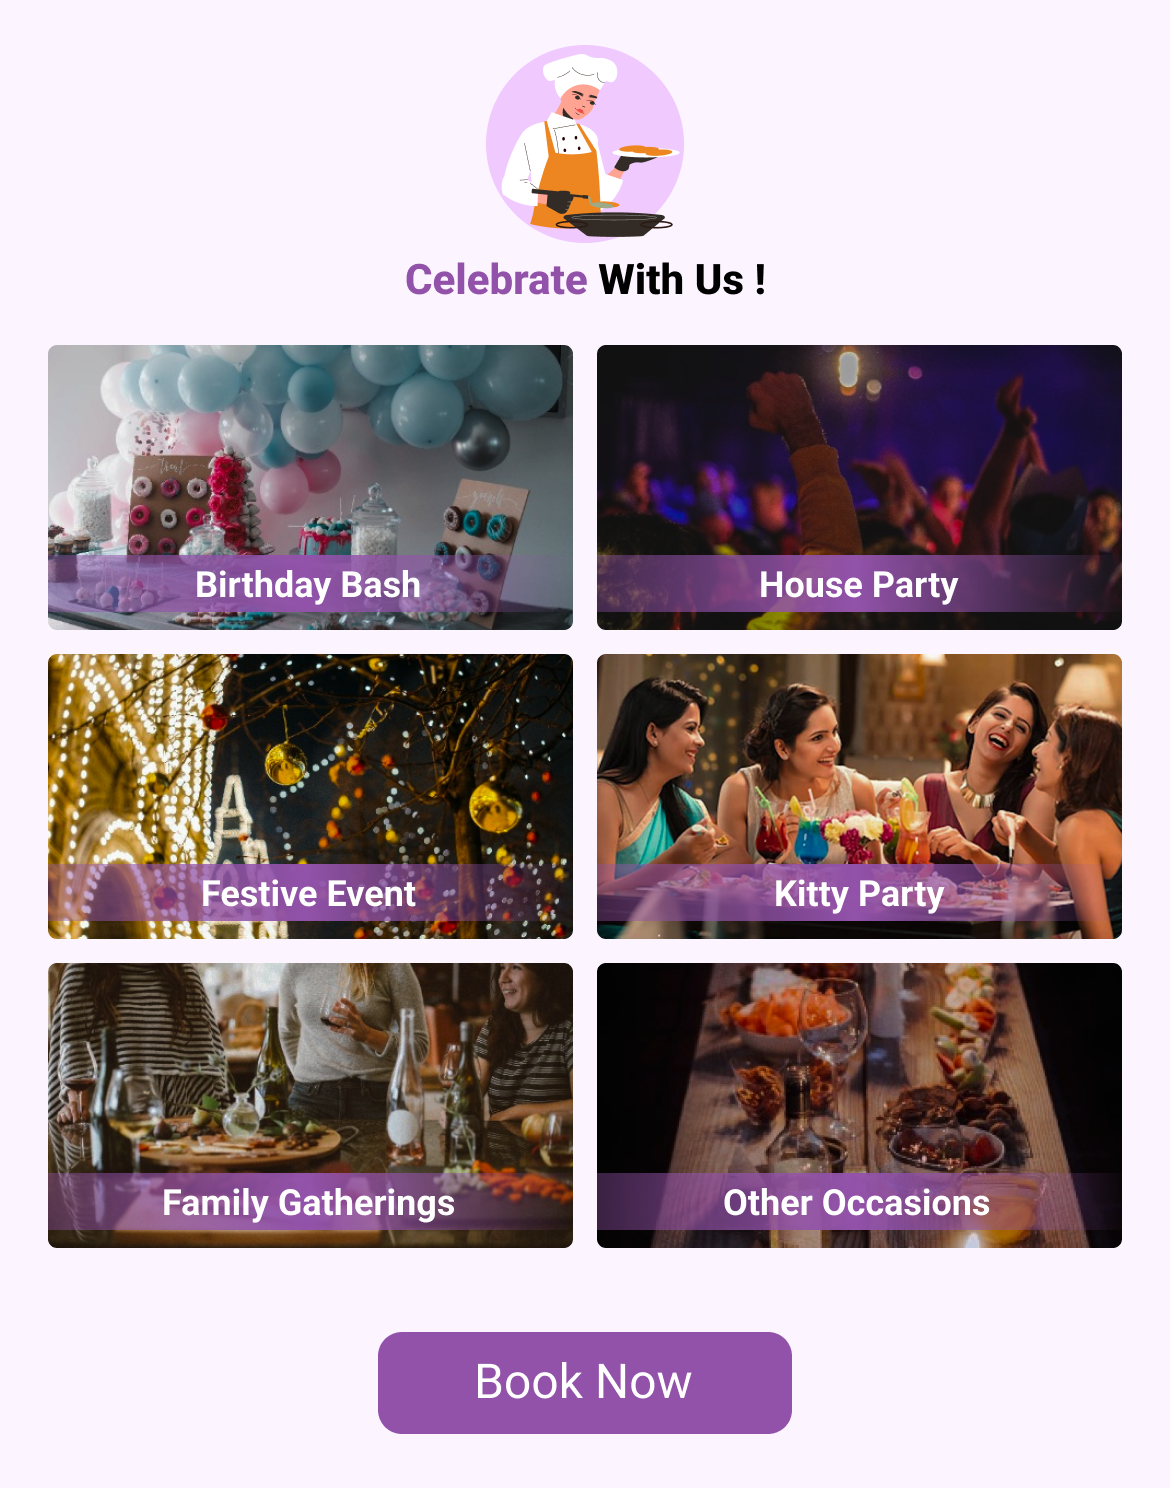 Celebrate With Us !
Birthday Bash
House Party
Festive Event
Kitty Party
Family Gatherings
Other Occasions
Book Now